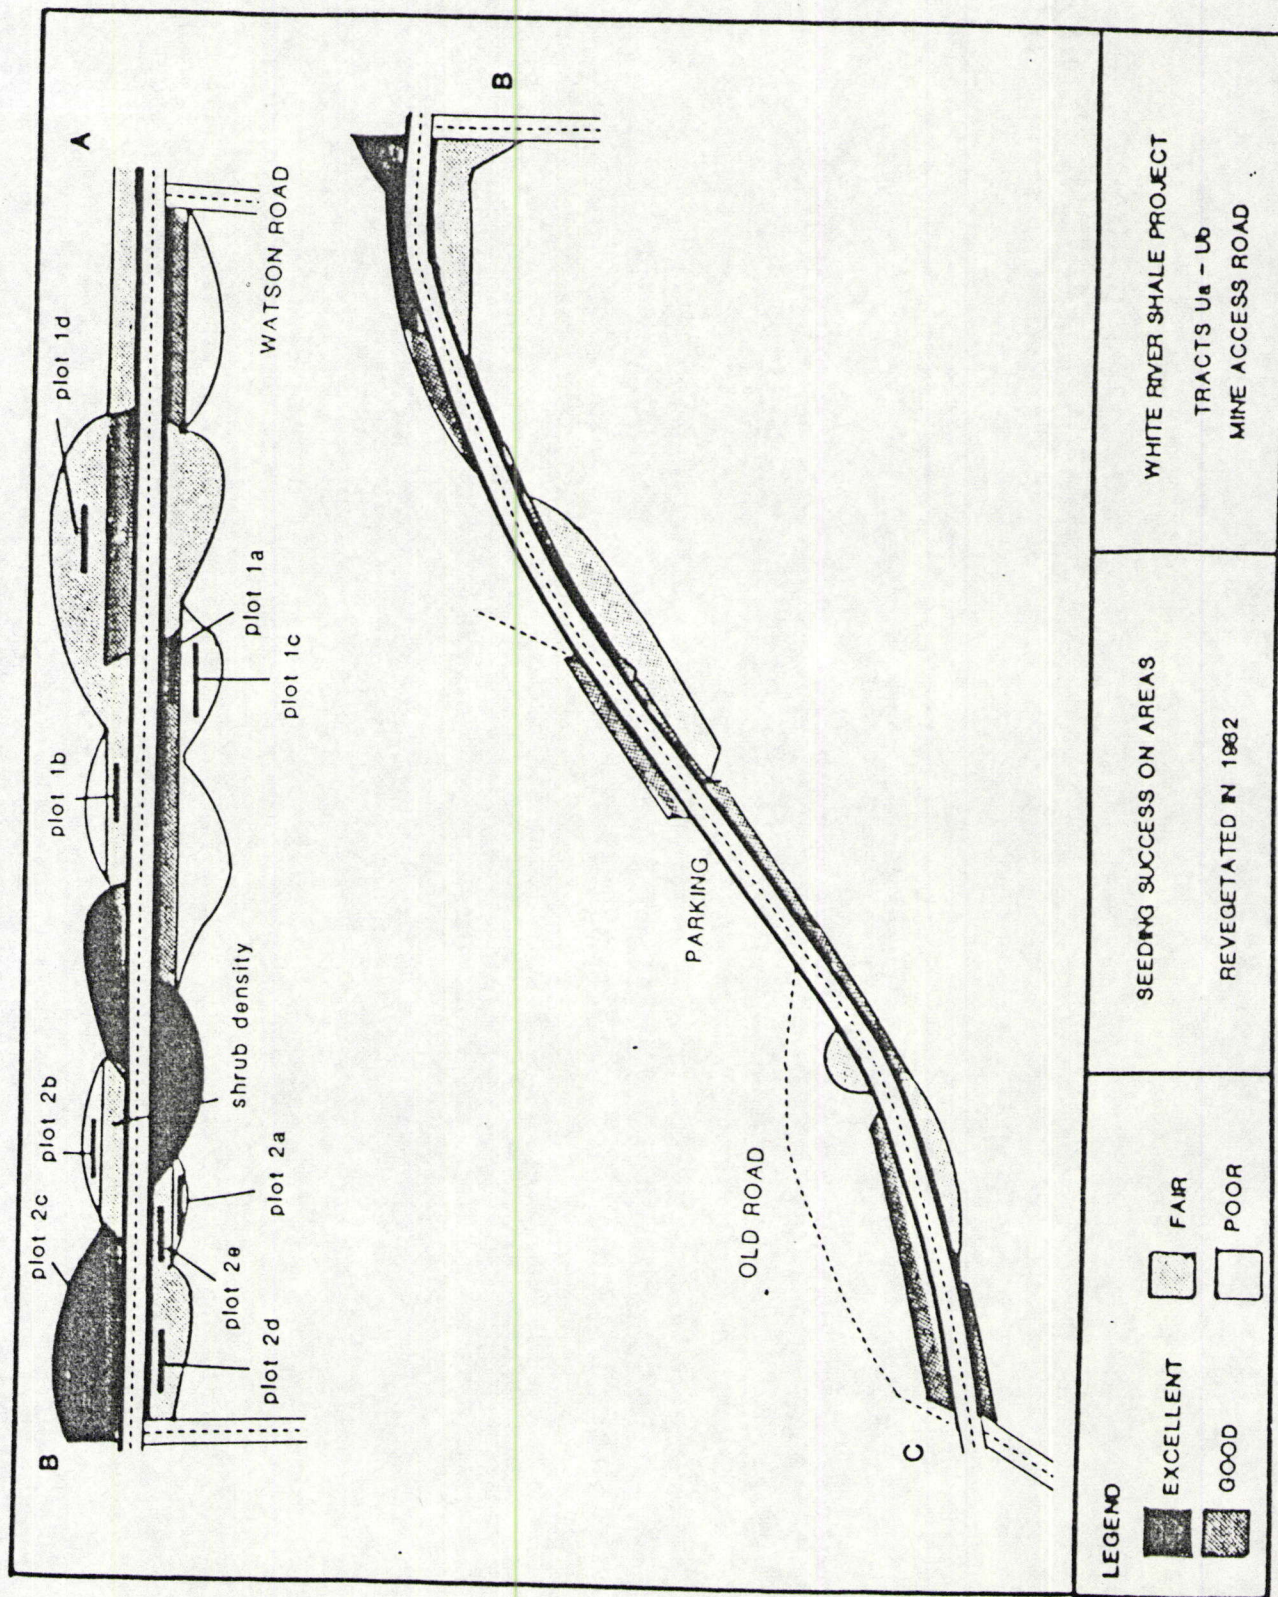 A
plot 1d
WATSON ROAD
plot 1a
plot 1c
plot 1b
shrub density
plot 2b
plot 2c
plot 2a
plot 2e
plot 2d
B
B
PARKING
OLD ROAD
C
LEGEND
EXCELLENT
FAIR
GOOD
POOR
SEEDING SUCCESS ON AREAS
REVEGETATED IN 1982
WHITE RIVER SHALE PROJECT
TRACTS Ua - Ub
MINE ACCESS ROAD